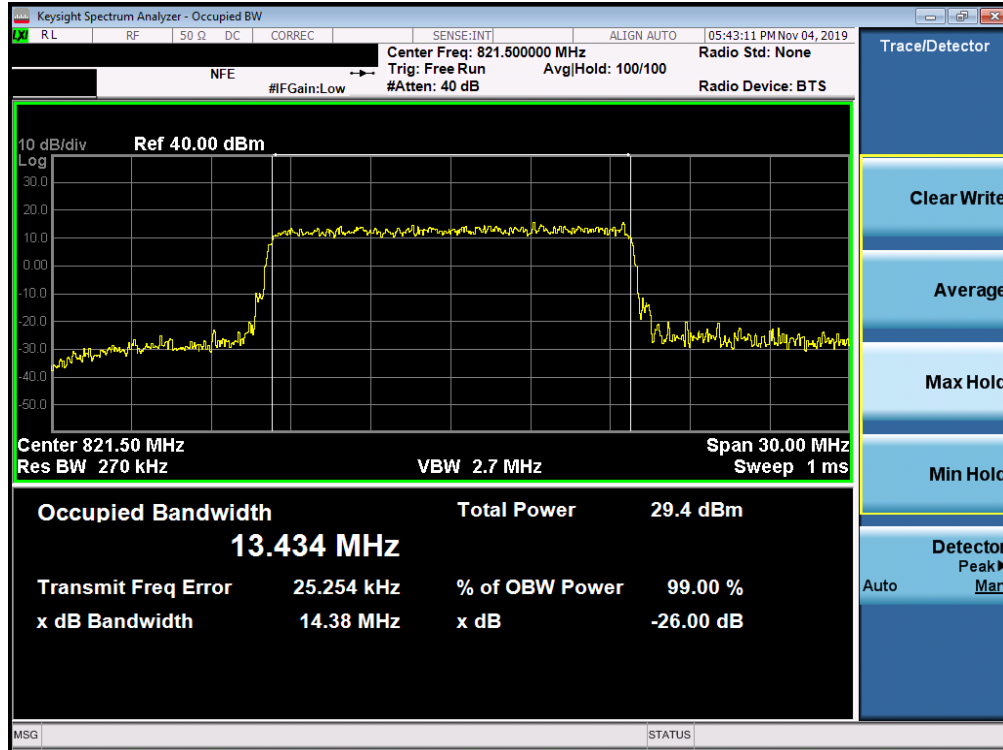 Keysight Spectrum Analyzer - Occupied BW
LXI RL RF 50 Ω DC CORREC SENSE:INT ALIGN AUTO 05:43:11 PM Nov 04, 2019
Center Freq: 821.500000 MHz Radio Std: None
NFE Trig: Free Run Avg|Hold: 100/100
#IFGain:Low #Atten: 40 dB Radio Device: BTS
10 dB/div Ref 40.00 dBm
Log
30.0
20.0
10.0
0.00
-10.0
-20.0
-30.0
-40.0
-50.0
Center 821.50 MHz Span 30.00 MHz
Res BW 270 kHz VBW 2.7 MHz Sweep 1 ms
Occupied Bandwidth Total Power 29.4 dBm
13.434 MHz
Transmit Freq Error 25.254 kHz % of OBW Power 99.00 %
x dB Bandwidth 14.38 MHz x dB -26.00 dB
MSG STATUS
Trace/Detector
Clear Write
Average
Max Hold
Min Hold
Detector
Peak
Auto Man